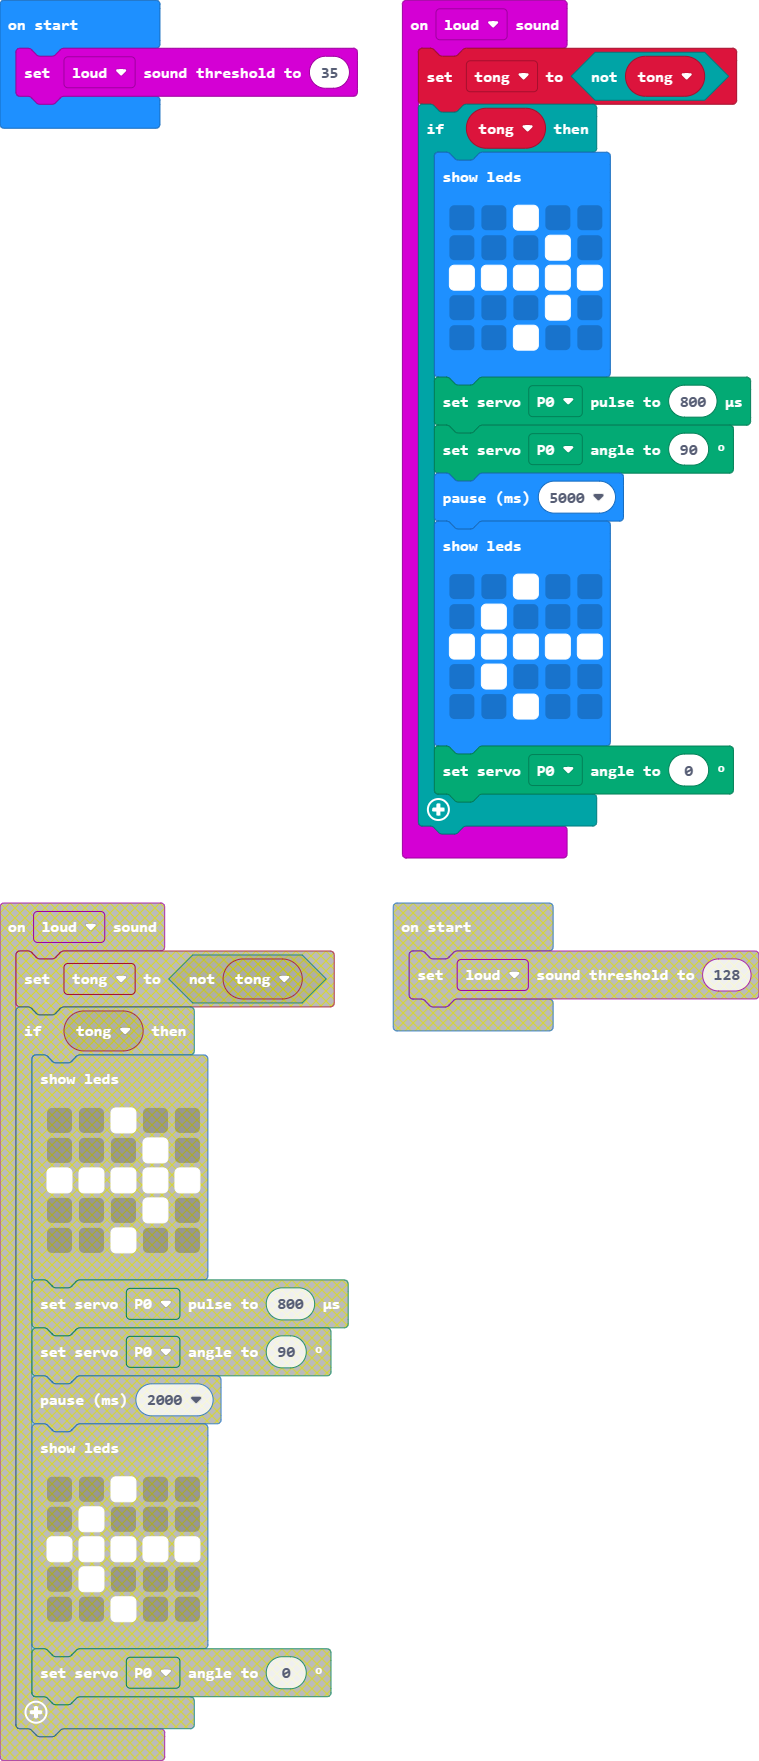 on start
set loud sound threshold to 35
on loud sound
set tong to not tong
if tong then
show leds
set servo P0 pulse to 800 µs
set servo P0 angle to 90 °
pause (ms) 5000
show leds
set servo P0 angle to 0 °
on loud sound
set tong to not tong
if tong then
show leds
set servo P0 pulse to 800 µs
set servo P0 angle to 90 °
pause (ms) 2000
show leds
set servo P0 angle to 0 °
on start
set loud sound threshold to 128